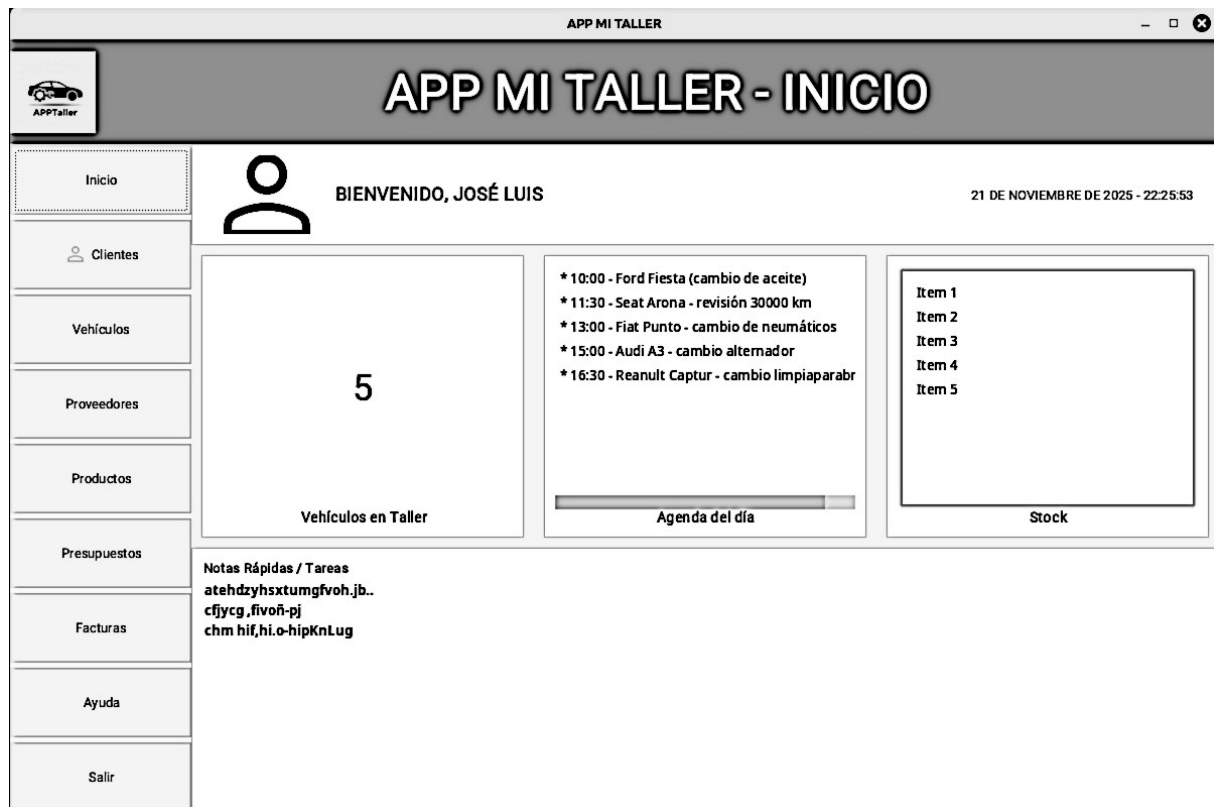 APP MI TALLER
APPTaller
APP MI TALLER - INICIO
Inicio
Clientes
Vehículos
Proveedores
Productos
Presupuestos
Facturas
Ayuda
Salir
BIENVENIDO, JOSÉ LUIS
21 DE NOVIEMBRE DE 2025 - 22:25:53
5
Vehículos en Taller
* 10:00 - Ford Fiesta (cambio de aceite)
* 11:30 - Seat Arona - revisión 30000 km
* 13:00 - Fiat Punto - cambio de neumáticos
* 15:00 - Audi A3 - cambio alternador
* 16:30 - Reanult Captur - cambio limpiaparabr
Agenda del día
Item 1
Item 2
Item 3
Item 4
Item 5
Stock
Notas Rápidas / Tareas
atehdzyhsxtumgfvoh.jb..
cfjycg ,fivoñ-pj
chm hif,hi.o-hipKnLug